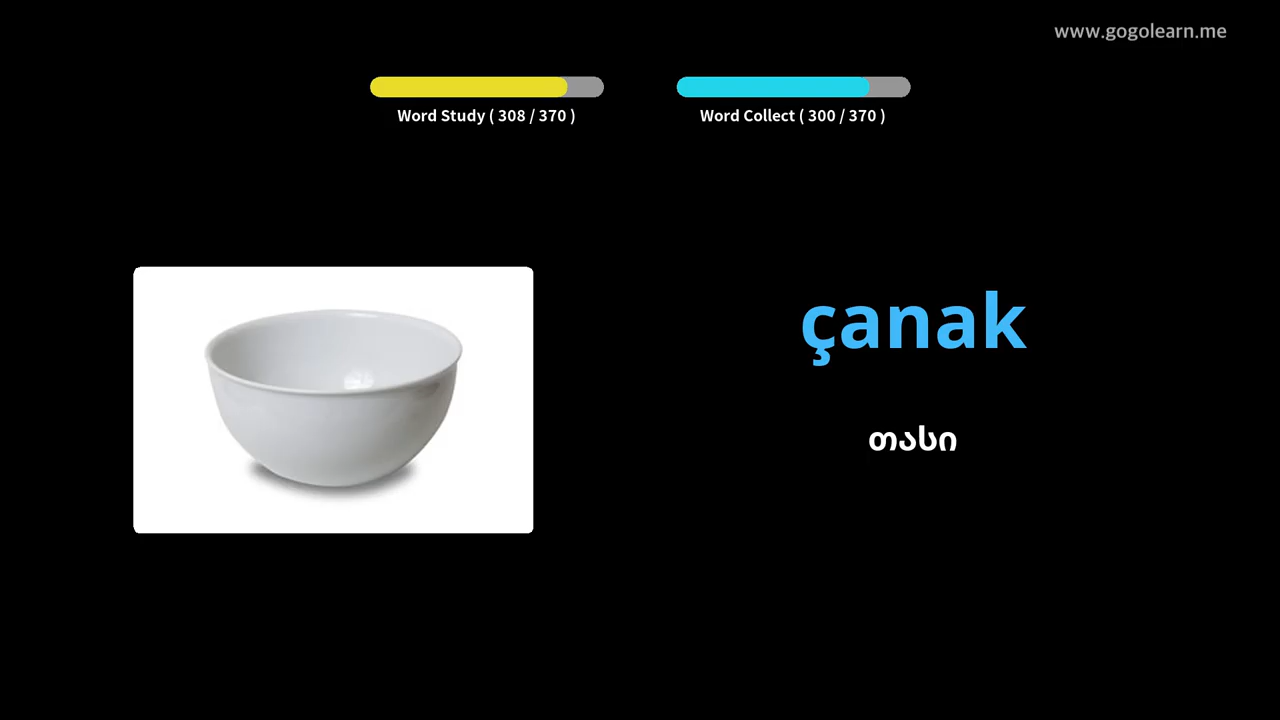 www.gogolearn.me
Word Study ( 308 / 370 )
Word Collect ( 300 / 370 )
çanak
თასი